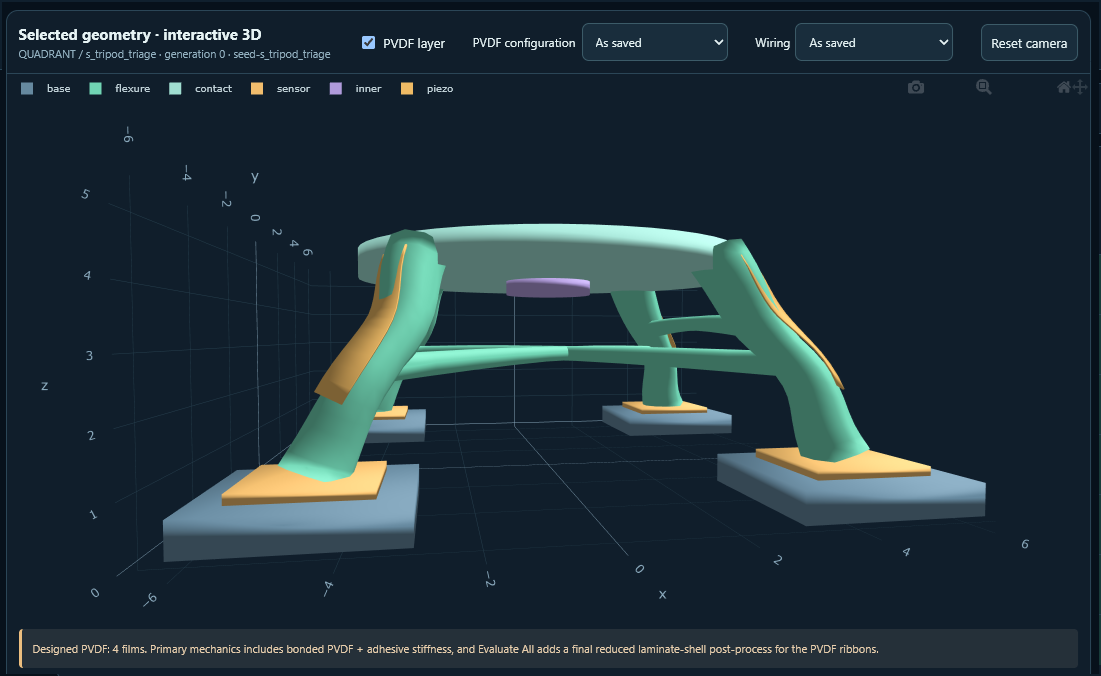 Selected geometry · interactive 3D
QUADRANT / s_tripod_triage · generation 0 · seed-s_tripod_triage
PVDF layer
PVDF configuration
As saved
Wiring
As saved
Reset camera
base
flexure
contact
sensor
inner
piezo
−6
−4
−2
0
2
4
6
y
5
4
3
2
1
0
z
−6
−4
−2
0
2
4
6
x
Designed PVDF: 4 films. Primary mechanics includes bonded PVDF + adhesive stiffness, and Evaluate All adds a final reduced laminate-shell post-process for the PVDF ribbons.